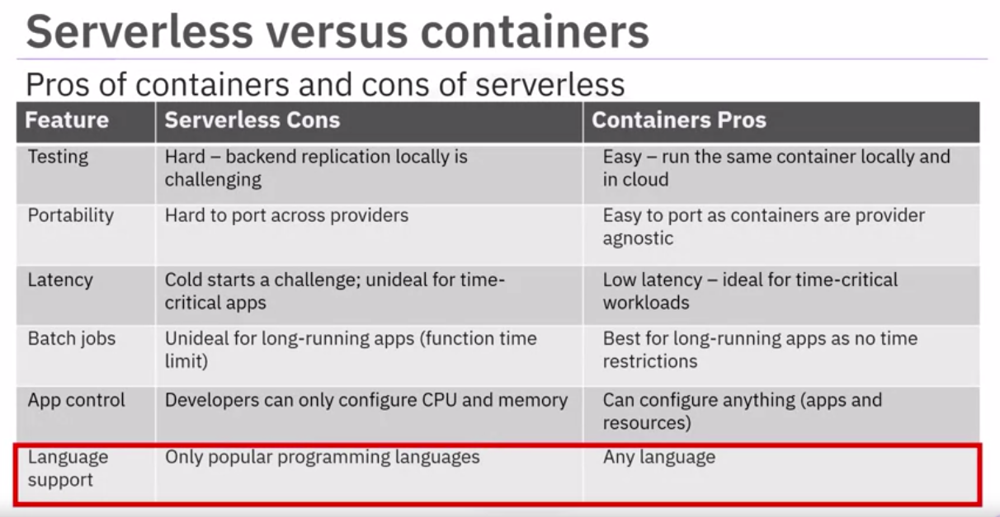 Serverless versus containers
Pros of containers and cons of serverless
Feature Serverless Cons Containers Pros
Testing Hard – backend replication locally is Easy – run the same container locally and
challenging in cloud
Portability Hard to port across providers Easy to port as containers are provider
agnostic
Latency Cold starts a challenge; unideal for time- Low latency – ideal for time-critical
critical apps workloads
Batch jobs Unideal for long-running apps (function time Best for long-running apps as no time
limit) restrictions
App control Developers can only configure CPU and memory Can configure anything (apps and
resources)
Language Only popular programming languages Any language
support